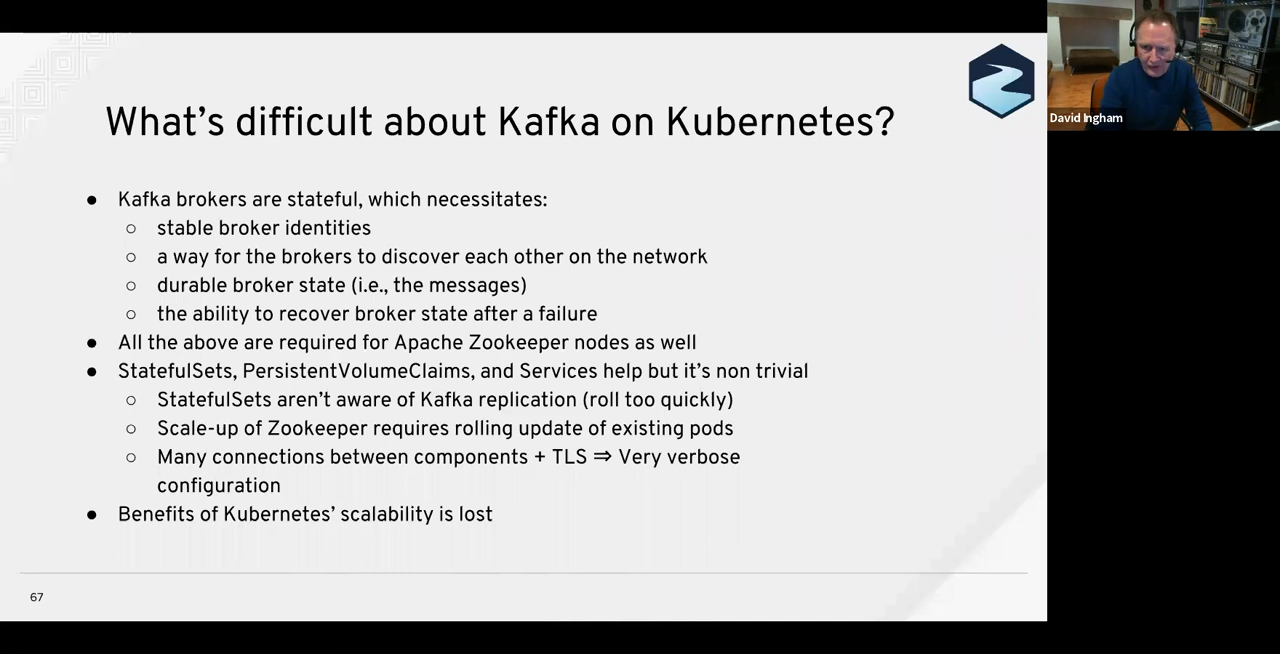 What's difficult about Kafka on Kubernetes?
● Kafka brokers are stateful, which necessitates:
○ stable broker identities
○ a way for the brokers to discover each other on the network
○ durable broker state (i.e., the messages)
○ the ability to recover broker state after a failure
● All the above are required for Apache Zookeeper nodes as well
● StatefulSets, PersistentVolumeClaims, and Services help but it's non trivial
○ StatefulSets aren't aware of Kafka replication (roll too quickly)
○ Scale-up of Zookeeper requires rolling update of existing pods
○ Many connections between components + TLS ⇒ Very verbose
configuration
● Benefits of Kubernetes' scalability is lost
67
David Ingham